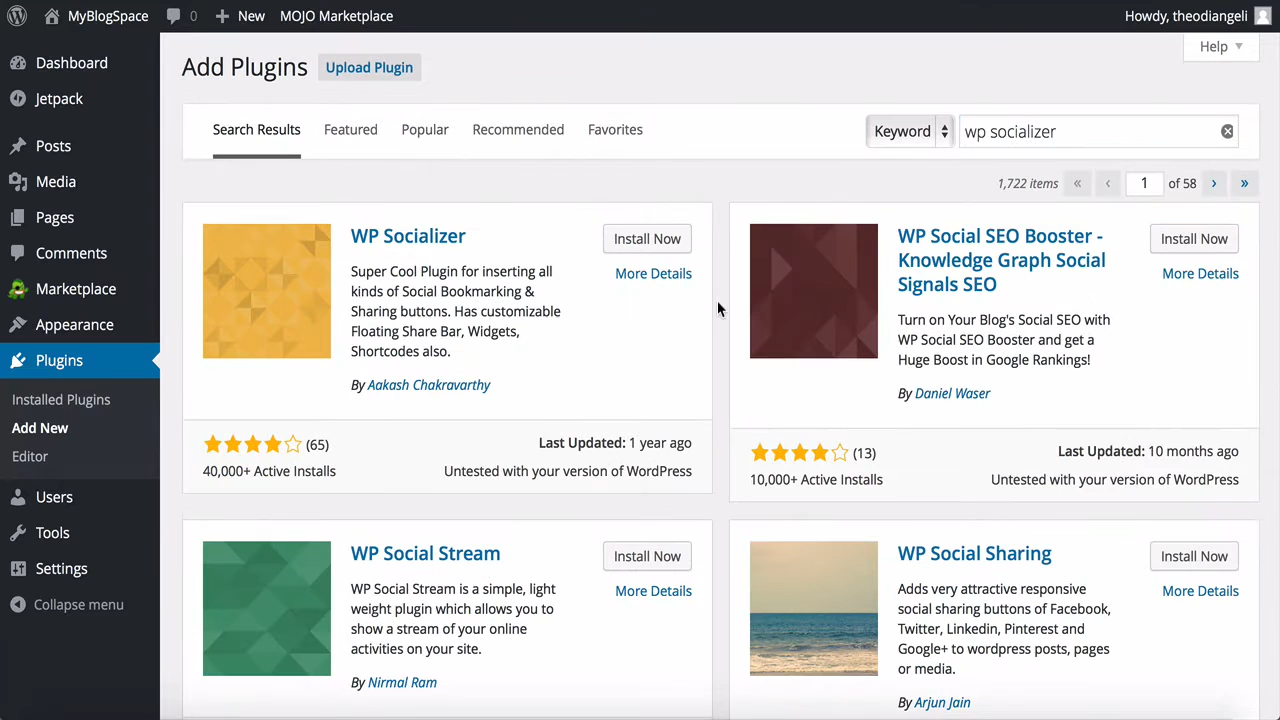 MyBlogSpace 0 New MOJO Marketplace Howdy, theodiangeli
Dashboard
Jetpack
Posts
Media
Pages
Comments
Marketplace
Appearance
Plugins
Installed Plugins
Add New
Editor
Users
Tools
Settings
Collapse menu
Help
Add Plugins Upload Plugin
Search Results Featured Popular Recommended Favorites Keyword wp socializer
1,722 items « ‹ 1 of 58 › »
WP Socializer
Install Now
More Details
Super Cool Plugin for inserting all
kinds of Social Bookmarking &
Sharing buttons. Has customizable
Floating Share Bar, Widgets,
Shortcodes also.
By Aakash Chakravarthy
(65) Last Updated: 1 year ago
40,000+ Active Installs Untested with your version of WordPress
WP Social SEO Booster -
Knowledge Graph Social
Signals SEO
Install Now
More Details
Turn on Your Blog's Social SEO with
WP Social SEO Booster and get a
Huge Boost in Google Rankings!
By Daniel Waser
(13) Last Updated: 10 months ago
10,000+ Active Installs Untested with your version of WordPress
WP Social Stream
Install Now
More Details
WP Social Stream is a simple, light
weight plugin which allows you to
show a stream of your online
activities on your site.
By Nirmal Ram
WP Social Sharing
Install Now
More Details
Adds very attractive responsive
social sharing buttons of Facebook,
Twitter, Linkedin, Pinterest and
Google+ to wordpress posts, pages
or media.
By Arjun Jain